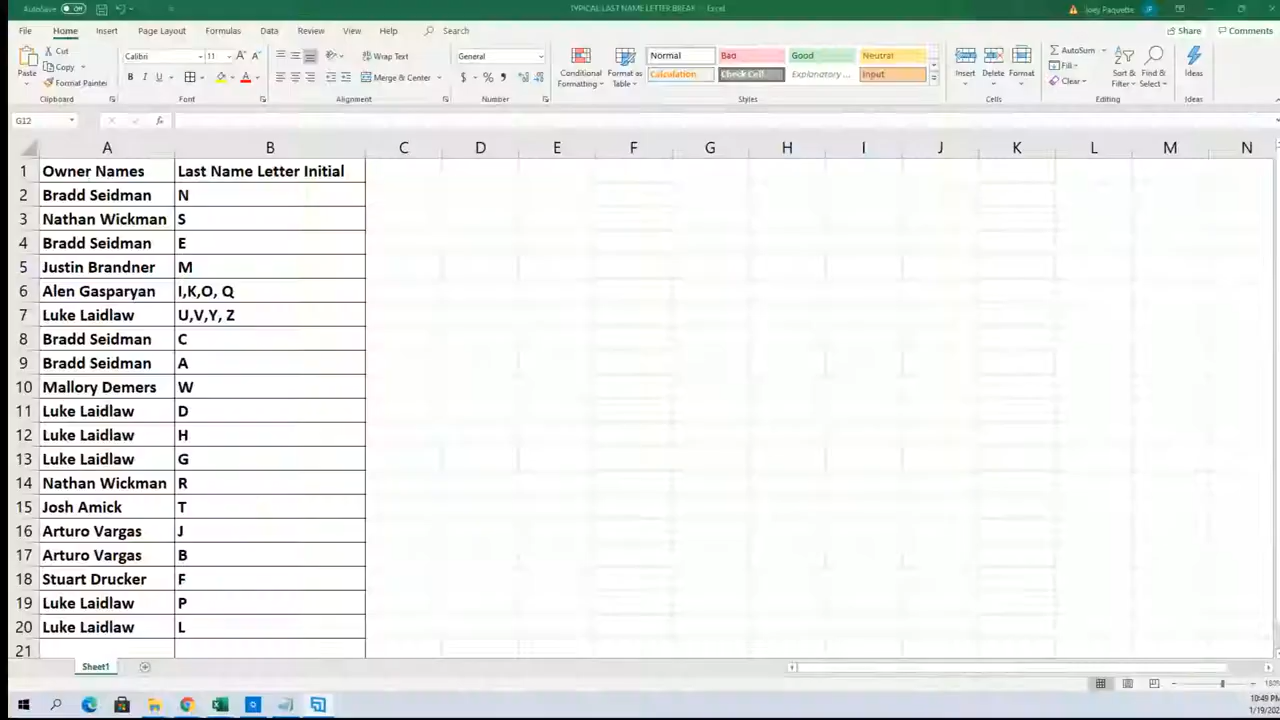 AutoSave Off TYPICAL LAST NAME LETTER BREAK - Excel Joey Paquette JP
File Home Insert Page Layout Formulas Data Review View Help Search Share Comments
Paste Cut Copy Format Painter Clipboard
Calibri 11 B I U A A Font
Wrap Text Merge & Center Alignment
General $ % , Number
Conditional Formatting Format as Table Normal Bad Good Neutral
Calculation Check Cell Explanatory ... Input Styles
Insert Delete Format Cells
AutoSum Fill Clear Sort & Filter Find & Select Editing
Ideas Ideas
G12 fx
A B C D E F G H I J K L M N
1 Owner Names Last Name Letter Initial
2 Bradd Seidman N
3 Nathan Wickman S
4 Bradd Seidman E
5 Justin Brandner M
6 Alen Gasparyan I,K,O, Q
7 Luke Laidlaw U,V,Y, Z
8 Bradd Seidman C
9 Bradd Seidman A
10 Mallory Demers W
11 Luke Laidlaw D
12 Luke Laidlaw H
13 Luke Laidlaw G
14 Nathan Wickman R
15 Josh Amick T
16 Arturo Vargas J
17 Arturo Vargas B
18 Stuart Drucker F
19 Luke Laidlaw P
20 Luke Laidlaw L
21
Sheet1
10:49 PM